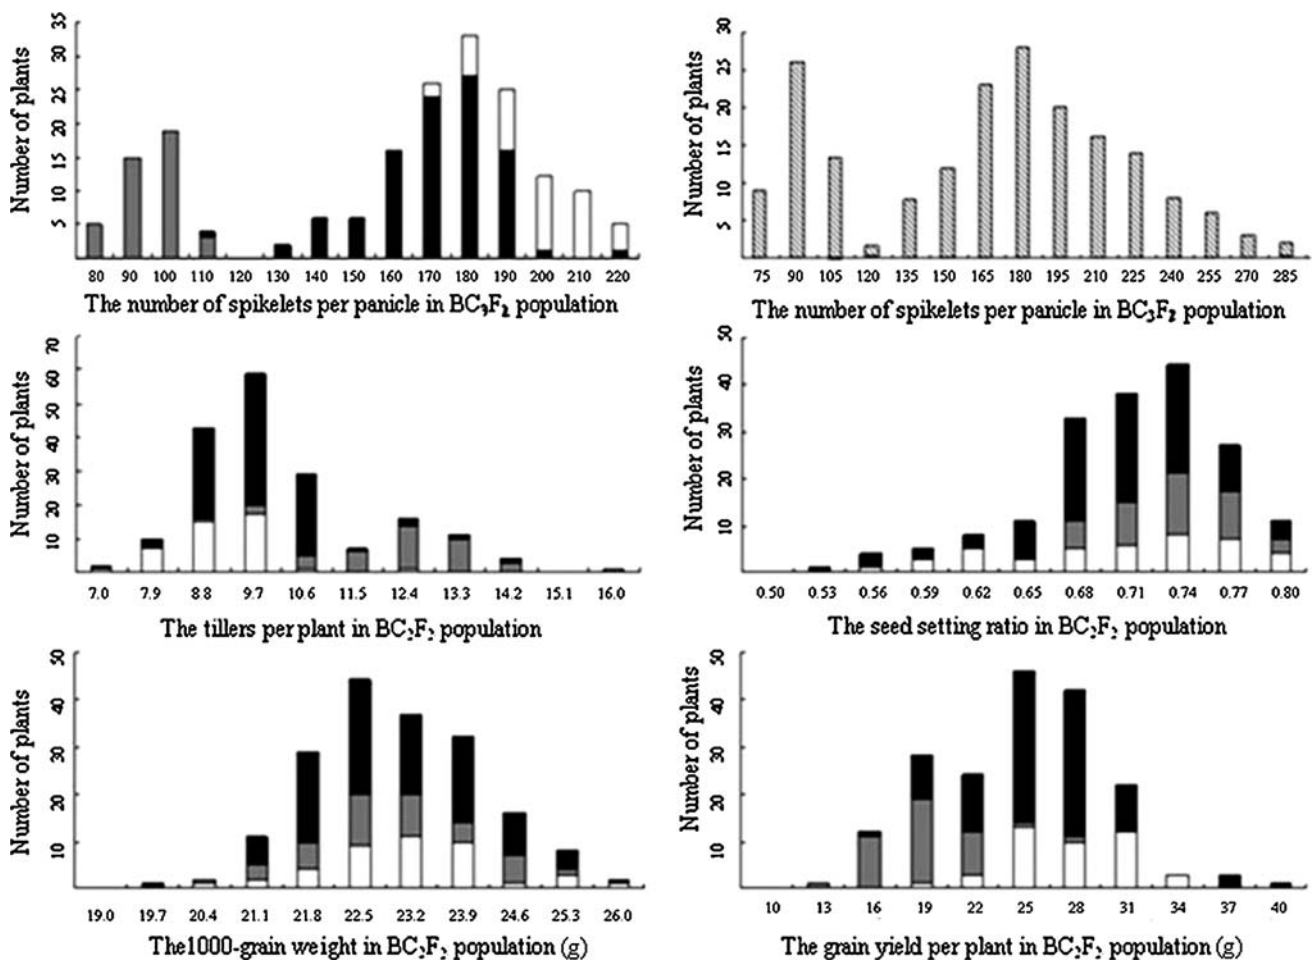 35
30
25
20
15
10
5
Number of plants
80 90 100 110 120 130 140 150 160 170 180 190 200 210 220
The number of spikelets per panicle in BC₂F₂ population
30
25
20
15
10
5
Number of plants
75 90 105 120 135 150 165 180 195 210 225 240 255 270 285
The number of spikelets per panicle in BC₃F₂ population
70
60
50
40
30
20
10
Number of plants
7.0 7.9 8.8 9.7 10.6 11.5 12.4 13.3 14.2 15.1 16.0
The tillers per plant in BC₂F₂ population
50
40
30
20
10
Number of plants
0.50 0.53 0.56 0.59 0.62 0.65 0.68 0.71 0.74 0.77 0.80
The seed setting ratio in BC₂F₂ population
50
40
30
20
10
Number of plants
19.0 19.7 20.4 21.1 21.8 22.5 23.2 23.9 24.6 25.3 26.0
The1000-grain weight in BC₂F₂ population (g)
50
40
30
20
10
Number of plants
10 13 16 19 22 25 28 31 34 37 40
The grain yield per plant in BC₂F₂ population (g)